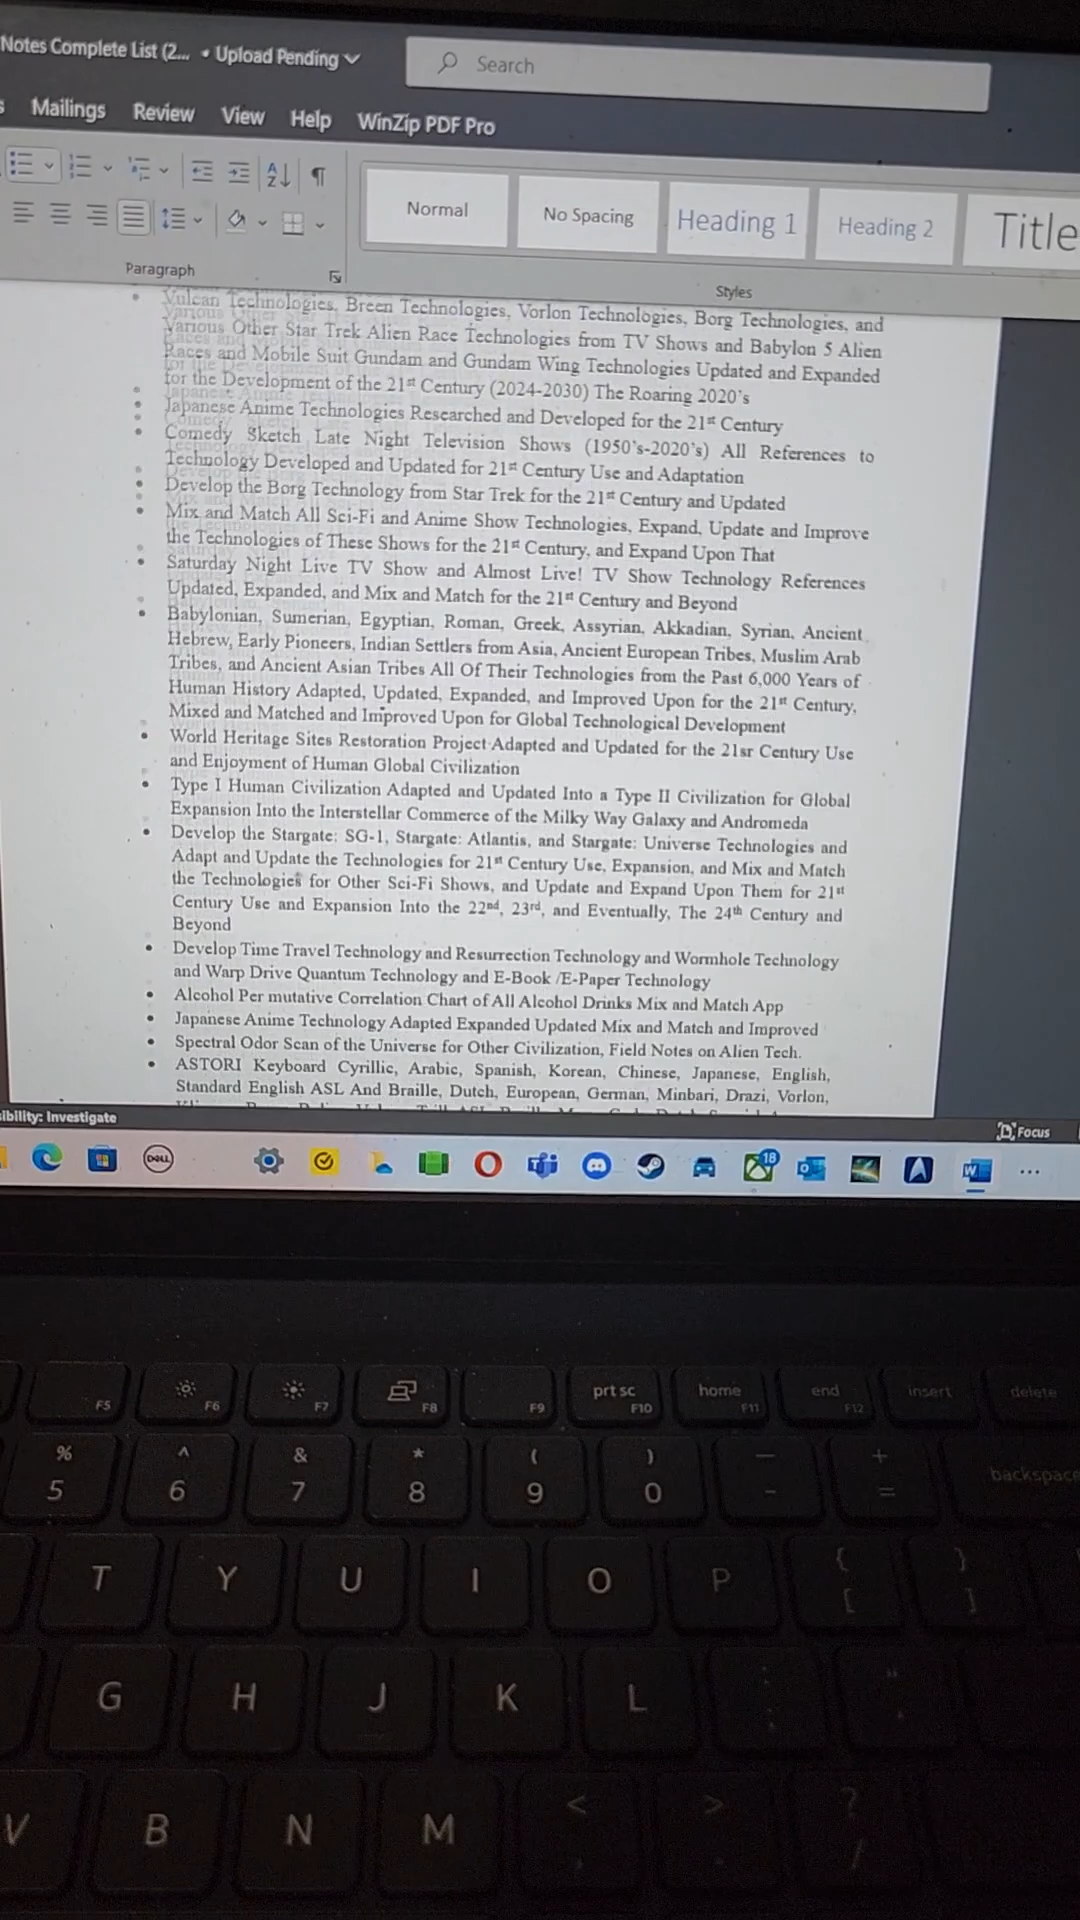 Notes Complete List (2... • Upload Pending
Search
Mailings Review View Help WinZip PDF Pro
Normal No Spacing Heading 1 Heading 2 Title
Paragraph
Styles
• Vulcan Technologies, Breen Technologies, Vorlon Technologies, Borg Technologies, and
Various Other Star Trek Alien Race Technologies from TV Shows and Babylon 5 Alien
Races and Mobile Suit Gundam and Gundam Wing Technologies Updated and Expanded
for the Development of the 21st Century (2024-2030) The Roaring 2020's
• Japanese Anime Technologies Researched and Developed for the 21st Century
• Comedy Sketch Late Night Television Shows (1950's-2020's) All References to
Technology Developed and Updated for 21st Century Use and Adaptation
• Develop the Borg Technology from Star Trek for the 21st Century and Updated
• Mix and Match All Sci-Fi and Anime Show Technologies, Expand, Update and Improve
the Technologies of These Shows for the 21st Century, and Expand Upon That
• Saturday Night Live TV Show and Almost Live! TV Show Technology References
Updated, Expanded, and Mix and Match for the 21st Century and Beyond
• Babylonian, Sumerian, Egyptian, Roman, Greek, Assyrian, Akkadian, Syrian, Ancient
Hebrew, Early Pioneers, Indian Settlers from Asia, Ancient European Tribes, Muslim Arab
Tribes, and Ancient Asian Tribes All Of Their Technologies from the Past 6,000 Years of
Human History Adapted, Updated, Expanded, and Improved Upon for the 21st Century,
Mixed and Matched and Improved Upon for Global Technological Development
• World Heritage Sites Restoration Project Adapted and Updated for the 21sr Century Use
and Enjoyment of Human Global Civilization
• Type I Human Civilization Adapted and Updated Into a Type II Civilization for Global
Expansion Into the Interstellar Commerce of the Milky Way Galaxy and Andromeda
• Develop the Stargate: SG-1, Stargate: Atlantis, and Stargate: Universe Technologies and
Adapt and Update the Technologies for 21st Century Use, Expansion, and Mix and Match
the Technologies for Other Sci-Fi Shows, and Update and Expand Upon Them for 21st
Century Use and Expansion Into the 22nd, 23rd, and Eventually, The 24th Century and
Beyond
• Develop Time Travel Technology and Resurrection Technology and Wormhole Technology
and Warp Drive Quantum Technology and E-Book /E-Paper Technology
• Alcohol Per mutative Correlation Chart of All Alcohol Drinks Mix and Match App
• Japanese Anime Technology Adapted Expanded Updated Mix and Match and Improved
• Spectral Odor Scan of the Universe for Other Civilization, Field Notes on Alien Tech.
• ASTORI Keyboard Cyrillic, Arabic, Spanish, Korean, Chinese, Japanese, English,
Standard English ASL And Braille, Dutch, European, German, Minbari, Drazi, Vorlon,
ibility: Investigate
Focus
DELL 18
F5 F6 F7 F8 F9 prt sc F10 home F11 end F12 insert delete
% 5 ^ 6 & 7 * 8 ( 9 ) 0 — - + = backspace
T Y U I O P { [ } ]
G H J K L : ; " '
V B N M < , > . ? /